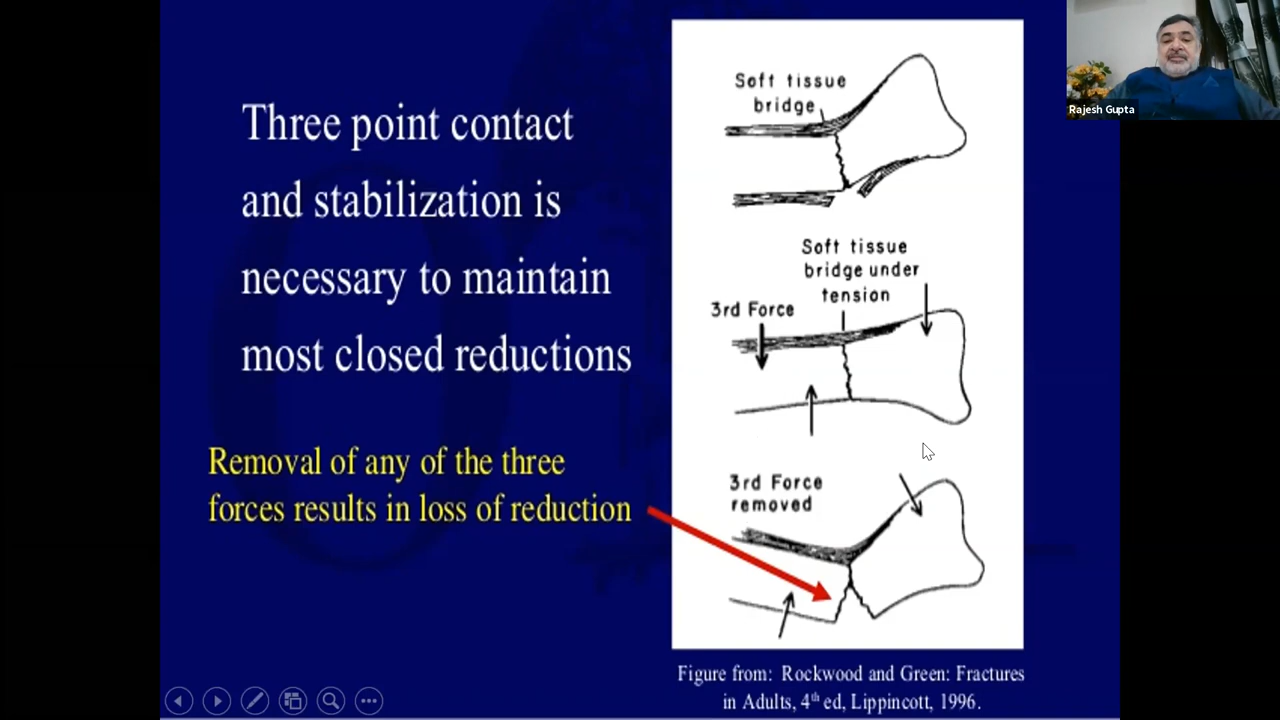 Three point contact
and stabilization is
necessary to maintain
most closed reductions
Removal of any of the three
forces results in loss of reduction
Soft tissue
bridge
Soft tissue
bridge under
tension
3rd Force
3rd Force
removed
Figure from: Rockwood and Green: Fractures
in Adults, 4th ed, Lippincott, 1996.
Rajesh Gupta